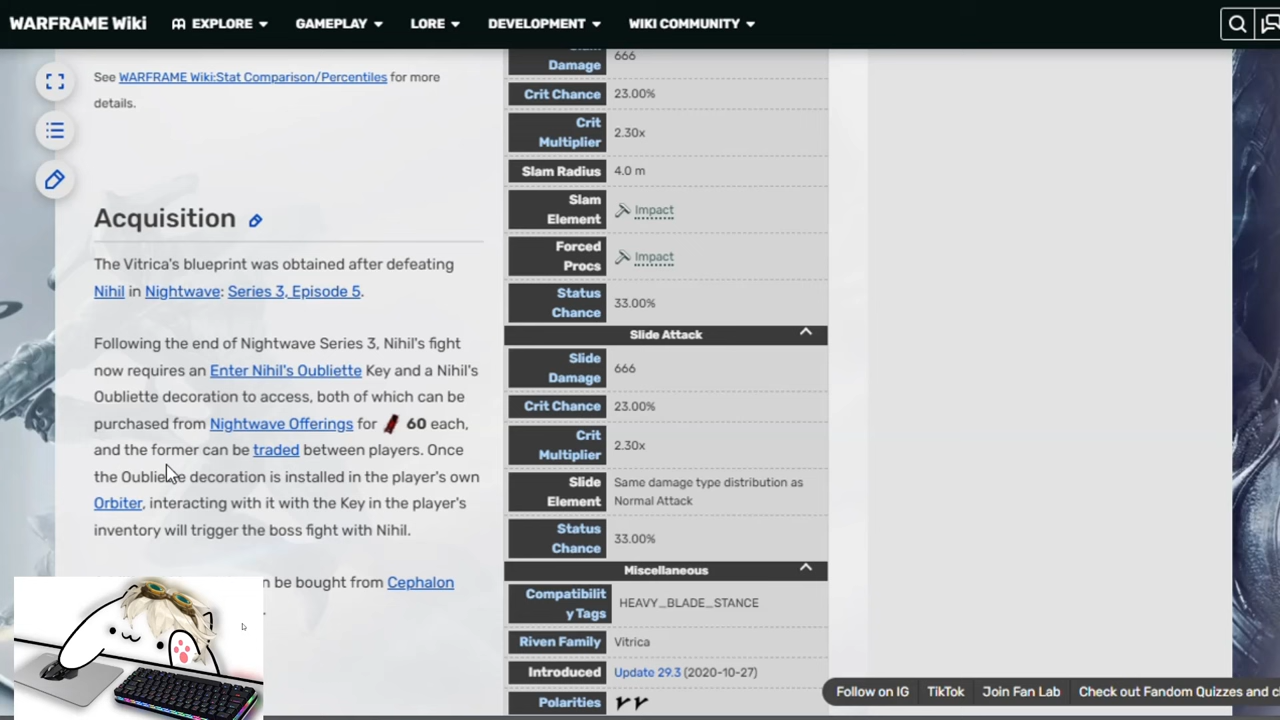 WARFRAME Wiki
EXPLORE
GAMEPLAY
LORE
DEVELOPMENT
WIKI COMMUNITY
See WARFRAME Wiki:Stat Comparison/Percentiles for more
details.
Acquisition
The Vitrica's blueprint was obtained after defeating
Nihil in Nightwave: Series 3, Episode 5.
Following the end of Nightwave Series 3, Nihil's fight
now requires an Enter Nihil's Oubliette Key and a Nihil's
Oubliette decoration to access, both of which can be
purchased from Nightwave Offerings for 60 each,
and the former can be traded between players. Once
the Oubliette decoration is installed in the player's own
Orbiter, interacting with it with the Key in the player's
inventory will trigger the boss fight with Nihil.
n be bought from Cephalon
Damage 666
Crit Chance 23.00%
Crit
Multiplier 2.30x
Slam Radius 4.0 m
Slam
Element Impact
Forced
Procs Impact
Status
Chance 33.00%
Slide Attack
Slide
Damage 666
Crit Chance 23.00%
Crit
Multiplier 2.30x
Slide Same damage type distribution as
Element Normal Attack
Status
Chance 33.00%
Miscellaneous
Compatibilit
y Tags HEAVY_BLADE_STANCE
Riven Family Vitrica
Introduced Update 29.3 (2020-10-27)
Polarities
Follow on IG
TikTok
Join Fan Lab
Check out Fandom Quizzes and